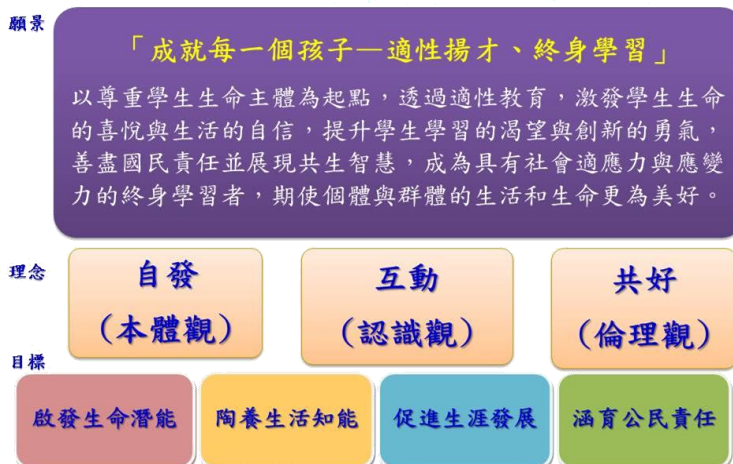 願景
「成就每一個孩子—適性揚才、終身學習」
以尊重學生生命主體為起點,透過適性教育,激發學生生命
的喜悅與生活的自信,提升學生學習的渴望與創新的勇氣,
善盡國民責任並展現共生智慧,成為具有社會適應力與應變
力的終身學習者,期使個體與群體的生活和生命更為美好。
理念
自發
(本體觀)
互動
(認識觀)
共好
(倫理觀)
目標
啟發生命潛能
陶養生活知能
促進生涯發展
涵育公民責任